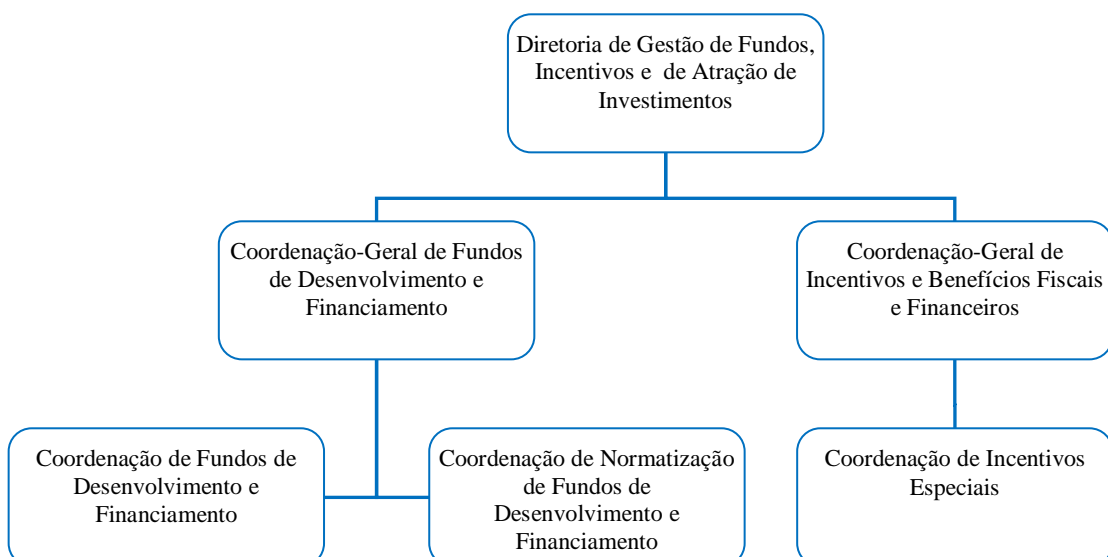 Diretoria de Gestão de Fundos,
Incentivos e de Atração de
Investimentos
Coordenação-Geral de Fundos
de Desenvolvimento e
Financiamento
Coordenação-Geral de
Incentivos e Benefícios Fiscais
e Financeiros
Coordenação de Fundos de
Desenvolvimento e
Financiamento
Coordenação de Normatização
de Fundos de
Desenvolvimento e
Financiamento
Coordenação de Incentivos
Especiais